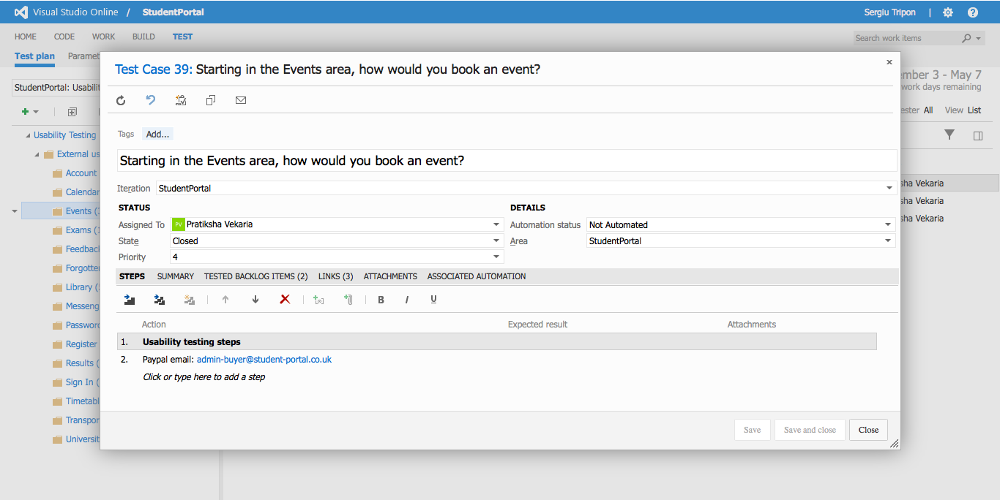 Visual Studio Online / StudentPortal
Sergiu Tripon |
HOME CODE WORK BUILD TEST
Search work items
Test plan Paramet
StudentPortal: Usabilit
ember 3 - May 7
work days remaining
ester All View List
Usability Testing
External us
Account
Calendar
Events (
Exams (
Feedbac
Forgotte
Library (
Messeng
Password
Register
Results (
Sign In (
Timetabl
Transpor
Universit
Test Case 39: Starting in the Events area, how would you book an event?
Tags Add...
Starting in the Events area, how would you book an event?
Iteration StudentPortal
STATUS
Assigned To PV Pratiksha Vekaria
State Closed
Priority 4
DETAILS
Automation status Not Automated
Area StudentPortal
STEPS SUMMARY TESTED BACKLOG ITEMS (2) LINKS (3) ATTACHMENTS ASSOCIATED AUTOMATION
B I U
Action Expected result Attachments
1. Usability testing steps
2. Paypal email: admin-buyer@student-portal.co.uk
Click or type here to add a step
Save Save and close Close
sha Vekaria
sha Vekaria
sha Vekaria